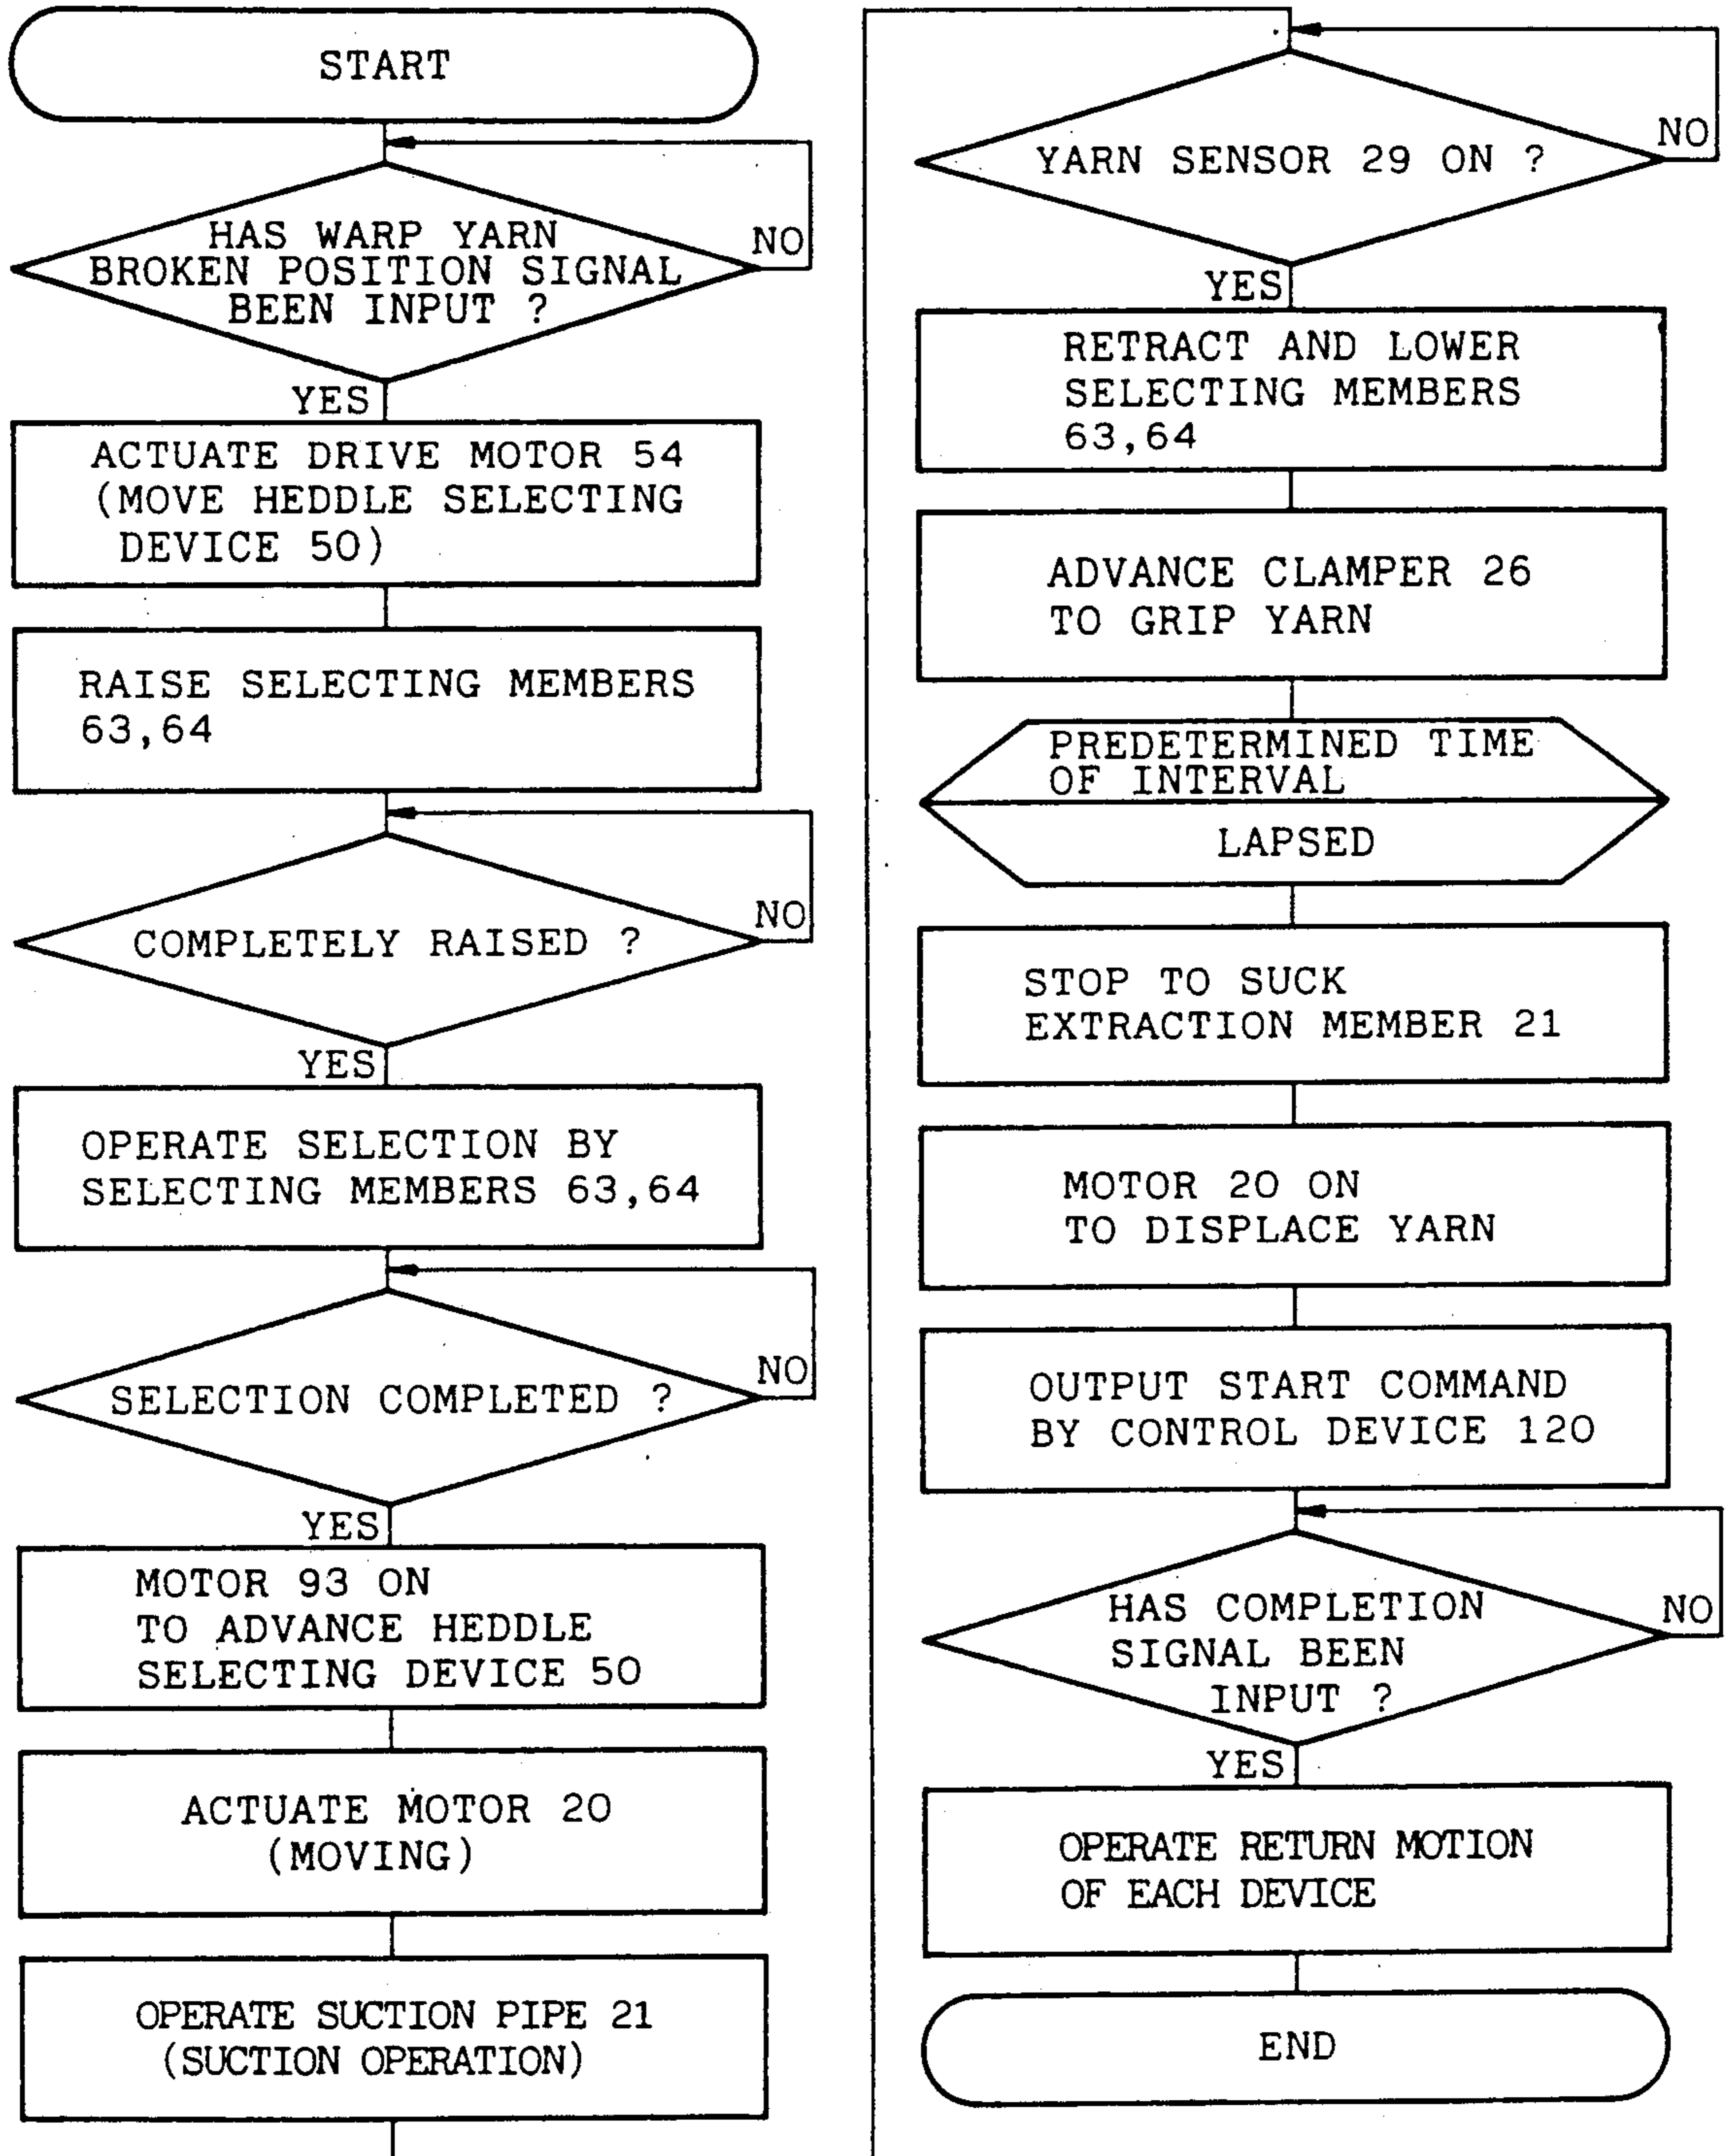 START
HAS WARP YARN
BROKEN POSITION SIGNAL
BEEN INPUT ?
NO
YES
ACTUATE DRIVE MOTOR 54
(MOVE HEDDLE SELECTING
DEVICE 50)
RAISE SELECTING MEMBERS
63,64
COMPLETELY RAISED ?
NO
YES
OPERATE SELECTION BY
SELECTING MEMBERS 63,64
SELECTION COMPLETED ?
NO
YES
MOTOR 93 ON
TO ADVANCE HEDDLE
SELECTING DEVICE 50
ACTUATE MOTOR 20
(MOVING)
OPERATE SUCTION PIPE 21
(SUCTION OPERATION)
YARN SENSOR 29 ON ?
NO
YES
RETRACT AND LOWER
SELECTING MEMBERS
63,64
ADVANCE CLAMPER 26
TO GRIP YARN
PREDETERMINED TIME
OF INTERVAL
LAPSED
STOP TO SUCK
EXTRACTION MEMBER 21
MOTOR 20 ON
TO DISPLACE YARN
OUTPUT START COMMAND
BY CONTROL DEVICE 120
HAS COMPLETION
SIGNAL BEEN
INPUT ?
NO
YES
OPERATE RETURN MOTION
OF EACH DEVICE
END